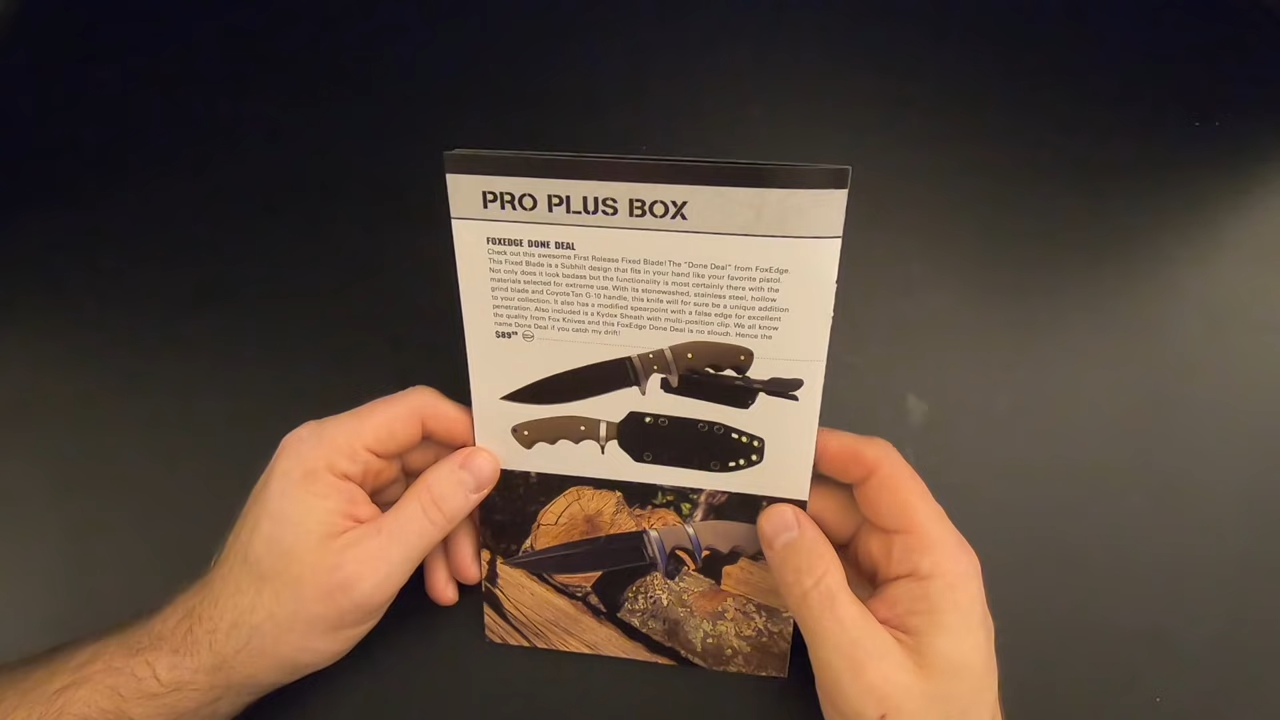 PRO PLUS BOX
FOXEDGE DONE DEAL
Check out this awesome First Release Fixed Blade! The "Done Deal" from FoxEdge.
This Fixed Blade is a Subhilt design that fits in your hand like your favorite pistol.
Not only does it look badass but the functionality is most certainly there with the
materials selected for extreme use. With its stonewashed, stainless steel, hollow
grind blade and Coyote Tan G-10 handle, this knife will for sure be a unique addition
to your collection. It also has a modified spearpoint with a false edge for excellent
penetration. Also included is a Kydex Sheath with multi-position clip. We all know
the quality from Fox Knives and this FoxEdge Done Deal is no slouch. Hence the
name Done Deal if you catch my drift!
$89